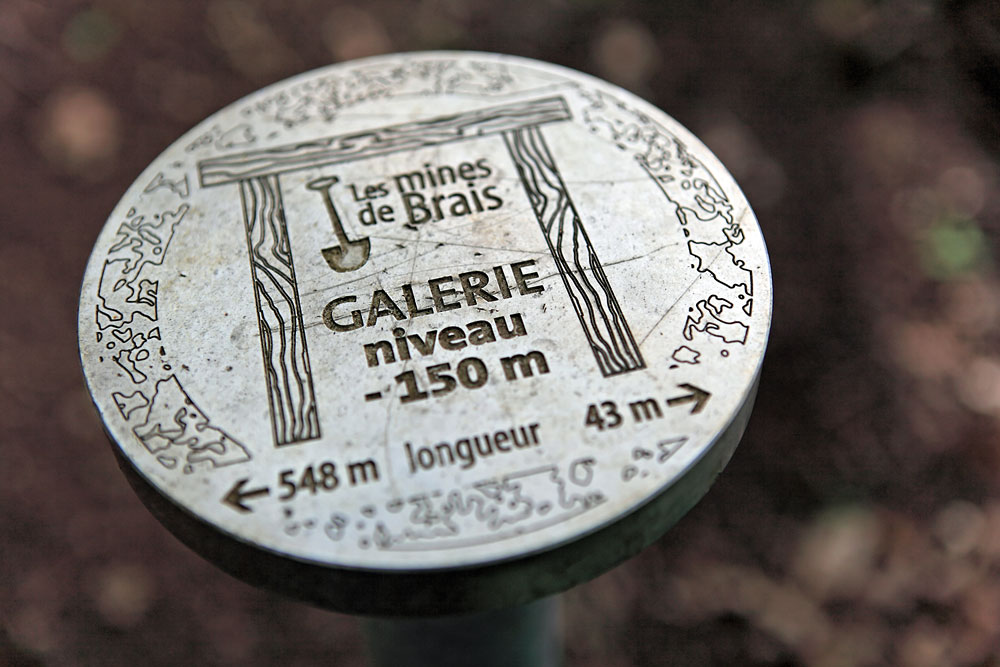 Les mines
de Brais
GALERIE
niveau
- 150 m
← 548 m longueur 43 m →